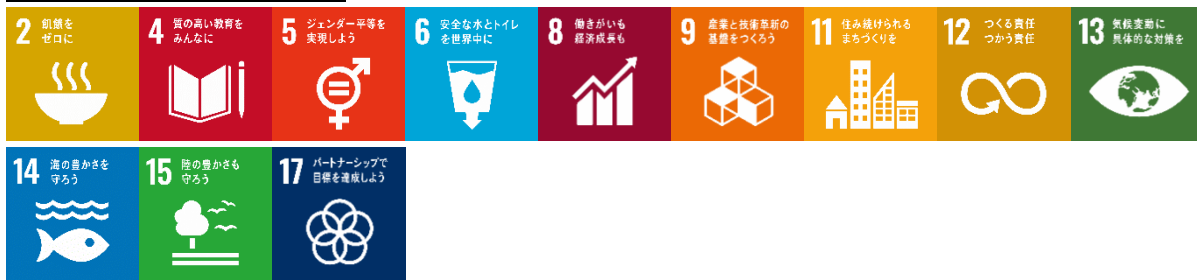 2 飢餓を
ゼロに
4 質の高い教育を
みんなに
5 ジェンダー平等を
実現しよう
6 安全な水とトイレ
を世界中に
8 働きがいも
経済成長も
9 産業と技術革新の
基盤をつくろう
11 住み続けられる
まちづくりを
12 つくる責任
つかう責任
13 気候変動に
具体的な対策を
14 海の豊かさを
守ろう
15 陸の豊かさも
守ろう
17 パートナーシップで
目標を達成しよう